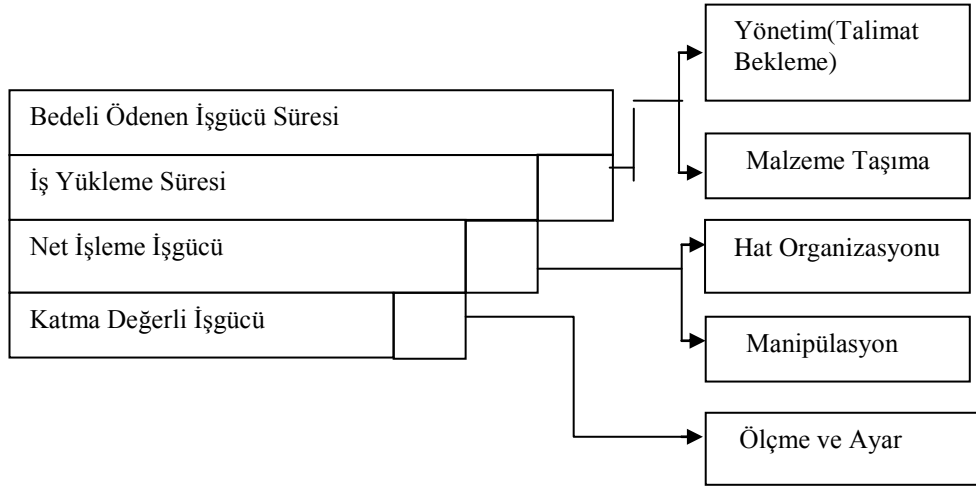 Yönetim(Talimat
Bekleme)
Bedeli Ödenen İşgücü Süresi
İş Yükleme Süresi
Malzeme Taşıma
Net İşleme İşgücü
Hat Organizasyonu
Katma Değerli İşgücü
Manipülasyon
Ölçme ve Ayar